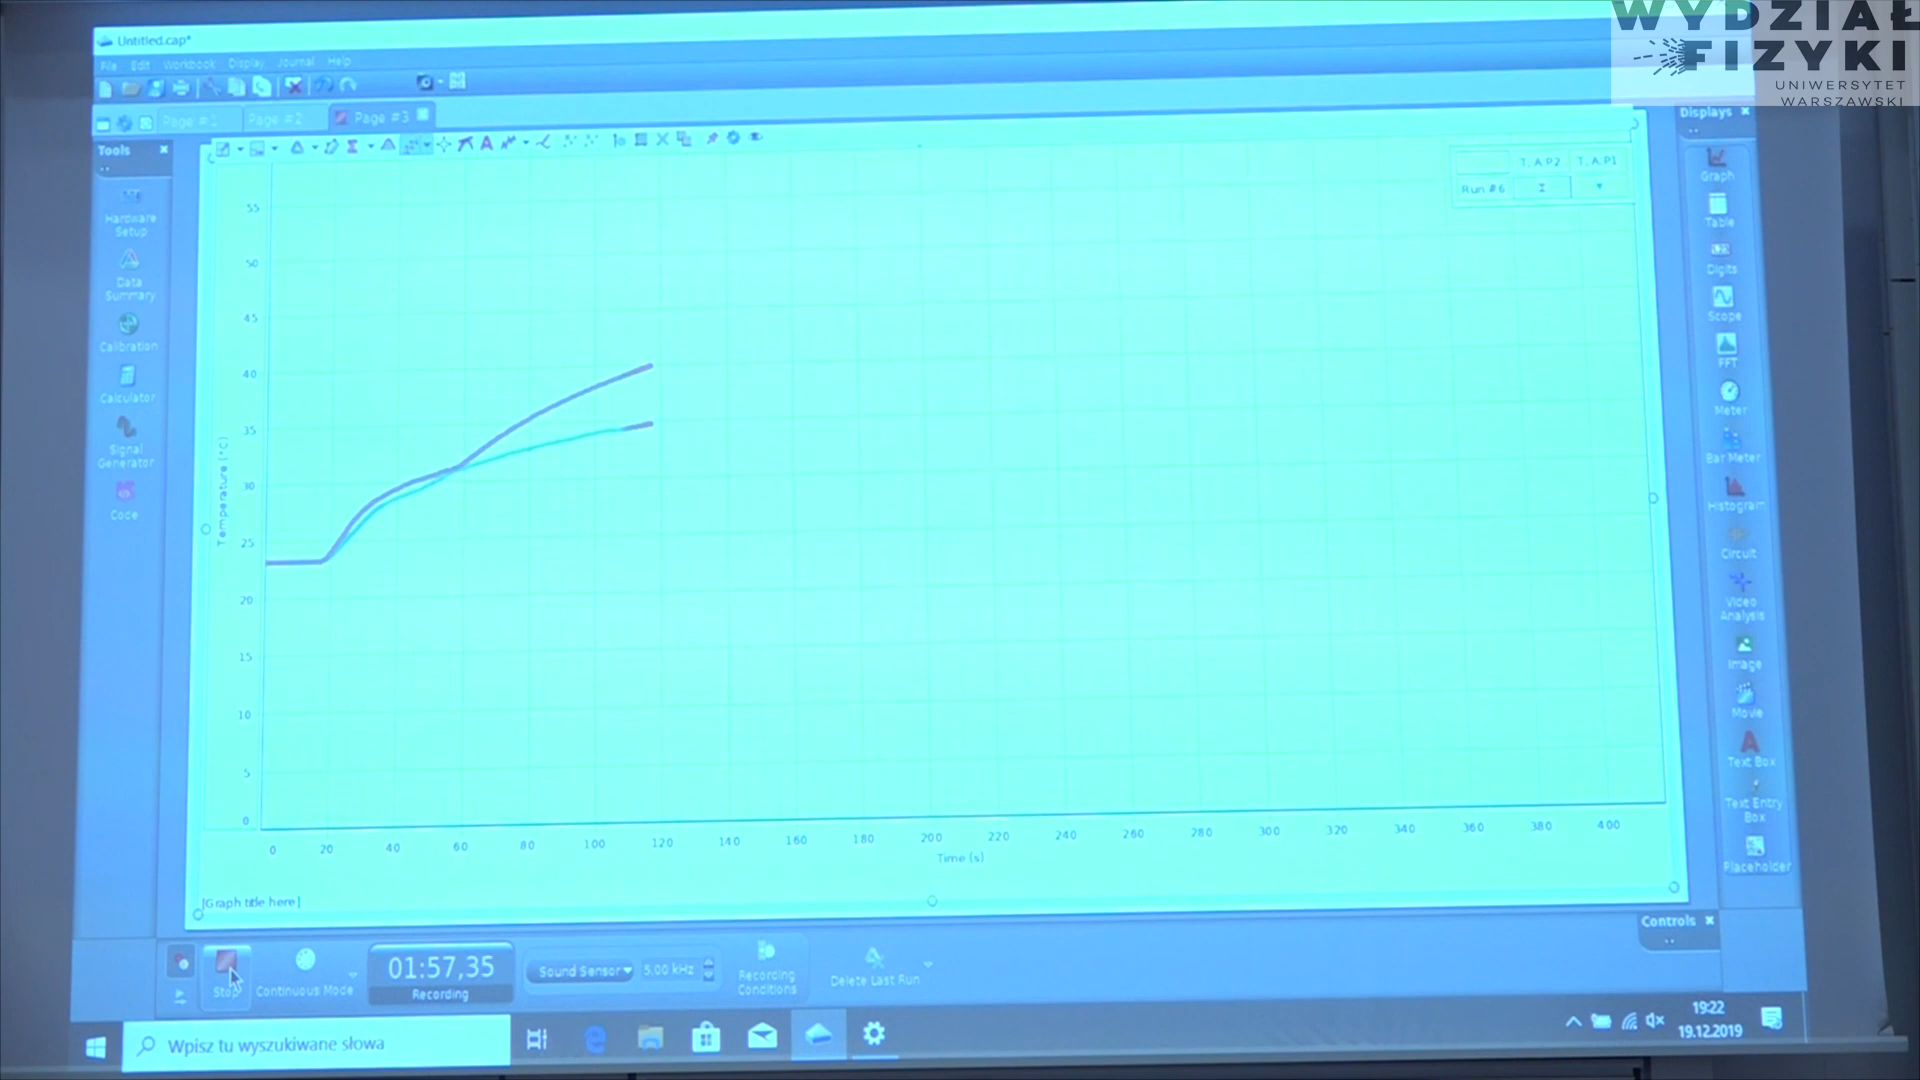 WYDZIAŁ
FIZYKI
UNIWERSYTET
WARSZAWSKI
Untitled.cap*
File Edit Workbook Display Journal Help
Page #1 Page #2 Page #3
Tools
Hardware
Setup
Data
Summary
Calibration
Calculator
Signal
Generator
Code
T, A P2 T, A P1
Run #6
55
50
45
40
35
30
25
20
15
10
5
0
Temperature (°C)
0 20 40 60 80 100 120 140 160 180 200 220 240 260 280 300 320 340 360 380 400
Time (s)
[Graph title here]
Displays
Graph
Table
Digits
Scope
FFT
Meter
Bar Meter
Histogram
Circuit
Video
Analysis
Image
Movie
Text Box
Text Entry
Box
Placeholder
Controls
Stop
Continuous Mode
01:57,35
Recording
Sound Sensor
5.00 kHz
Recording
Conditions
Delete Last Run
Wpisz tu wyszukiwane słowa
19:22
19.12.2019